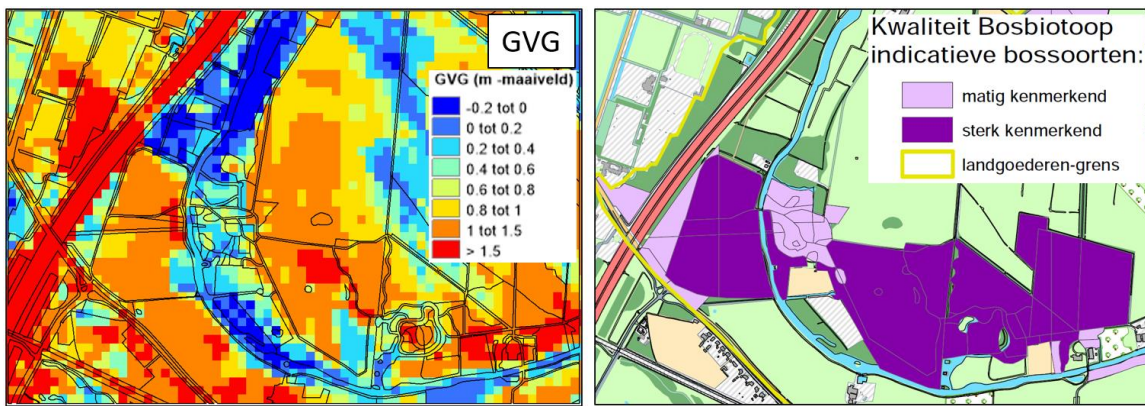 GVG
GVG (m -maaiveld)
-0.2 tot 0
0 tot 0.2
0.2 tot 0.4
0.4 tot 0.6
0.6 tot 0.8
0.8 tot 1
1 tot 1.5
> 1.5
Kwaliteit Bosbiotoop
indicatieve bossoorten:
matig kenmerkend
sterk kenmerkend
landgoederen-grens